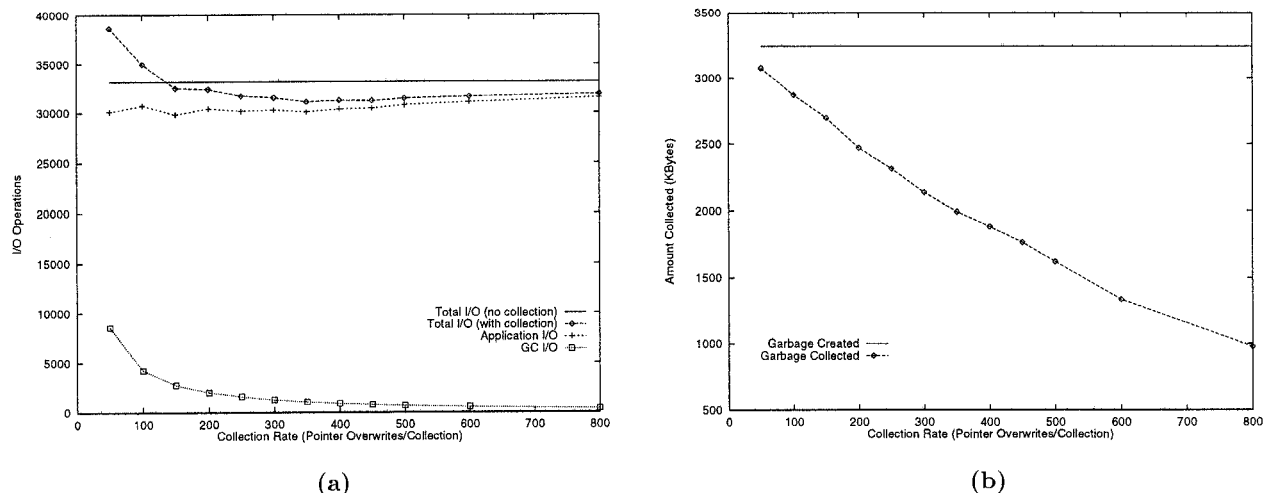 40000
35000
30000
25000
20000
15000
10000
5000
0
I/O Operations
Total I/O (no collection)
Total I/O (with collection)
Application I/O
GC I/O
0 100 200 300 400 500 600 700 800
Collection Rate (Pointer Overwrites/Collection)
(a)
3500
3000
2500
2000
1500
1000
500
Amount Collected (KBytes)
Garbage Created
Garbage Collected
0 100 200 300 400 500 600 700 800
Collection Rate (Pointer Overwrites/Collection)
(b)